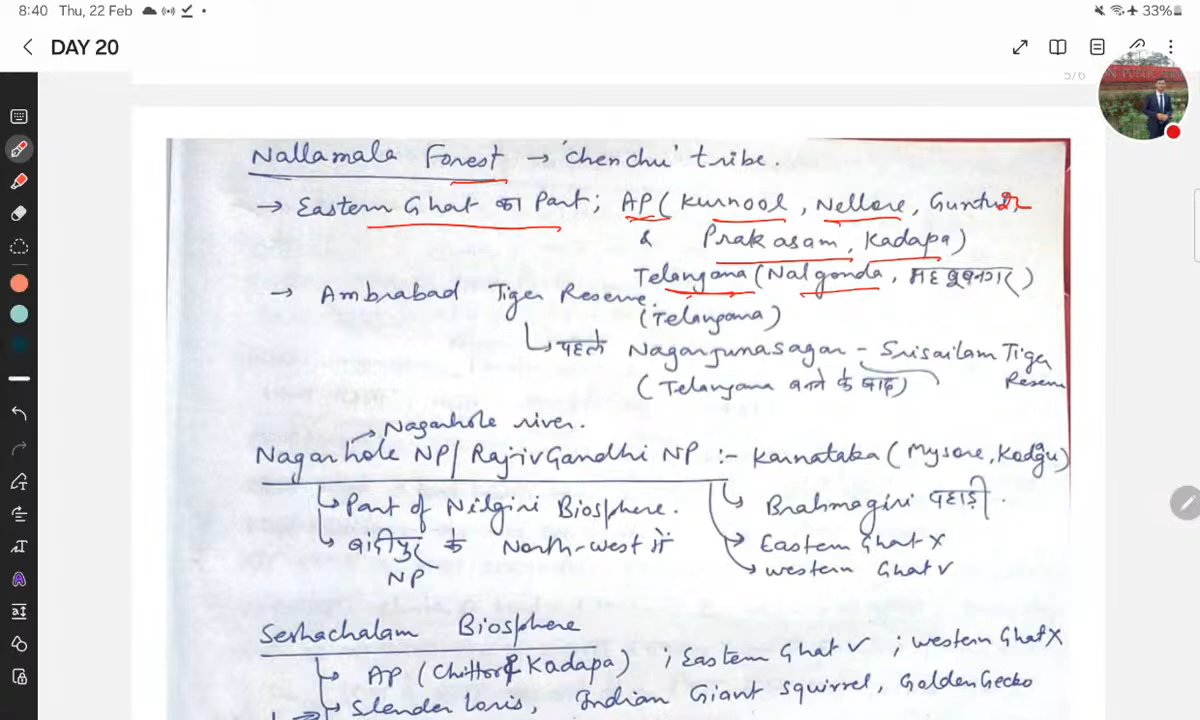 8:40 Thu, 22 Feb
33%
DAY 20
5/6
Nallamala Forest → 'chenchu' tribe.
→ Eastern Ghat का Part; AP (Kurnool, Nellore, Guntur,
& Prakasam, Kadapa)
Telangana (Nalgonda, महबूबनगर)
→ Ambrabad Tiger Reserve.
(Telangana)
पहले Nagarjunasagar - Srisailam Tiger
Reserve
(Telangana बनने के बाद)
→ Nagarhole river.
Nagarhole NP/ Rajiv Gandhi NP :- Karnataka (Mysore, Kodgu)
Part of Nilgiri Biosphere.
Brahmagiri पहाड़ी.
बांदीपुर के North-west में
NP
Eastern Ghat X
Western Ghat ✓
Seshachalam Biosphere
AP (Chittor & Kadapa) ; Eastern Ghat ✓ ; western Ghat X
Slender Loris, Indian Giant squirrel, Golden Gecko